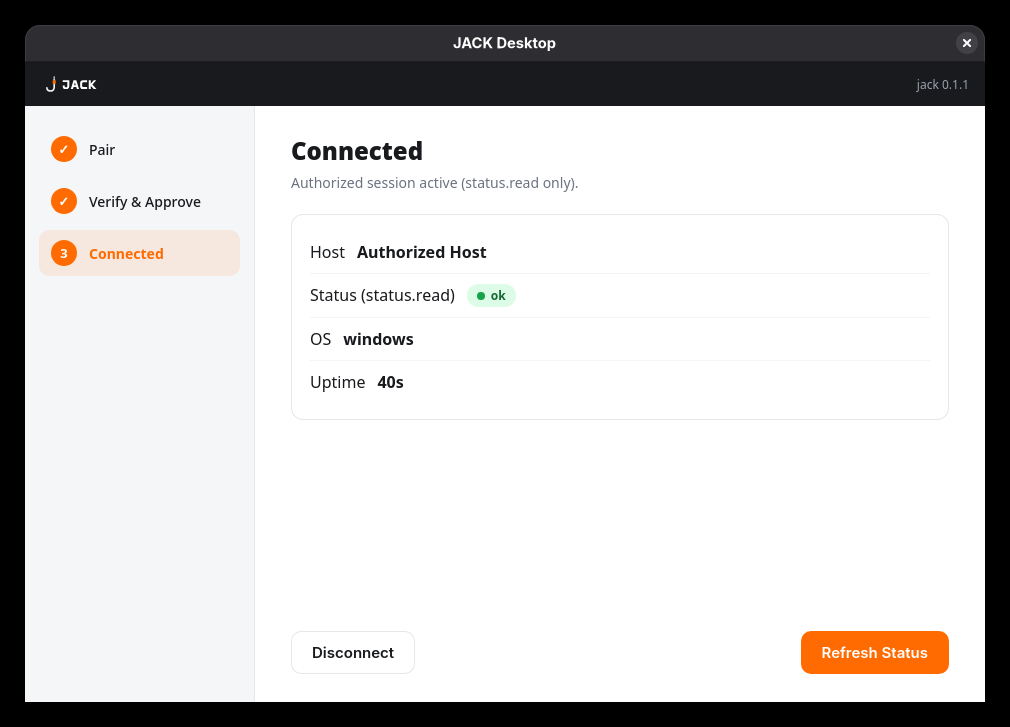 JACK Desktop
JACK
jack 0.1.1
✓ Pair
✓ Verify & Approve
3 Connected
Connected
Authorized session active (status.read only).
Host Authorized Host
Status (status.read) ok
OS windows
Uptime 40s
Disconnect
Refresh Status